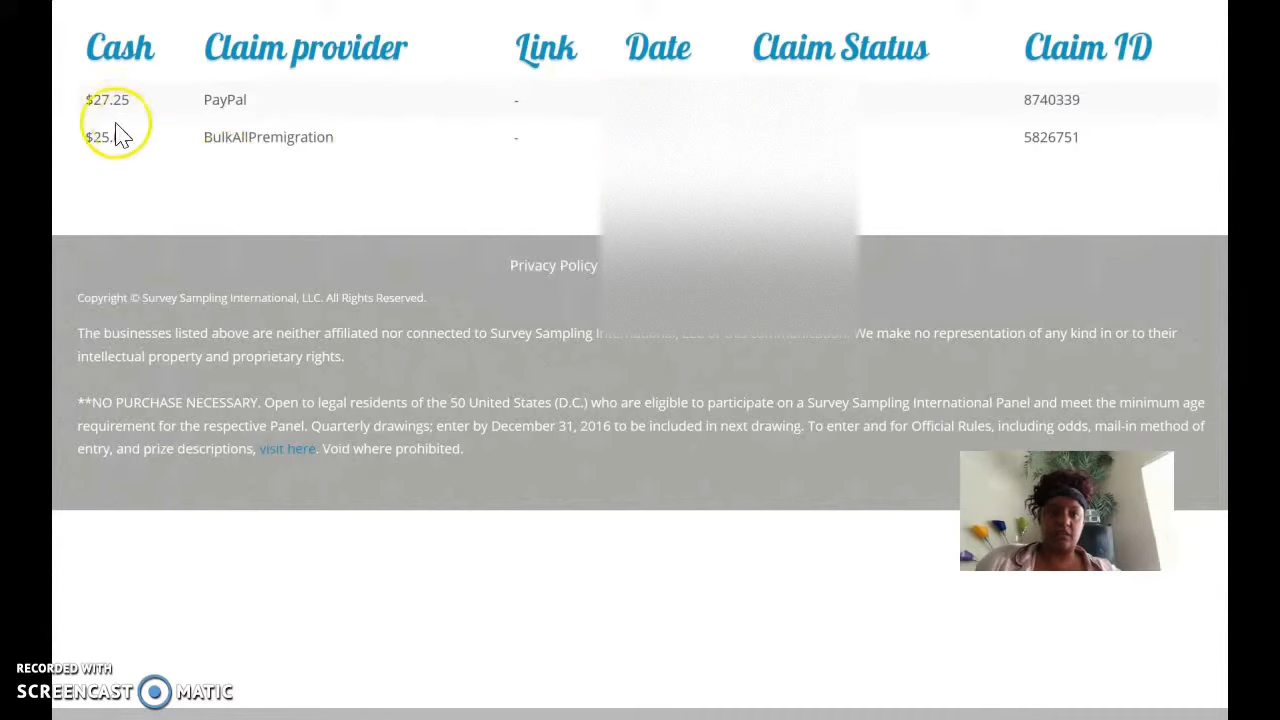 Cash Claim provider Link Date Claim Status Claim ID
$27.25 PayPal - 8740339
$25. BulkAllPremigration - 5826751
Privacy Policy
Copyright © Survey Sampling International, LLC. All Rights Reserved.
The businesses listed above are neither affiliated nor connected to Survey Sampling International, LLC or this communication. We make no representation of any kind in or to their
intellectual property and proprietary rights.
**NO PURCHASE NECESSARY. Open to legal residents of the 50 United States (D.C.) who are eligible to participate on a Survey Sampling International Panel and meet the minimum age
requirement for the respective Panel. Quarterly drawings; enter by December 31, 2016 to be included in next drawing. To enter and for Official Rules, including odds, mail-in method of
entry, and prize descriptions, visit here. Void where prohibited.
RECORDED WITH
SCREENCAST MATIC